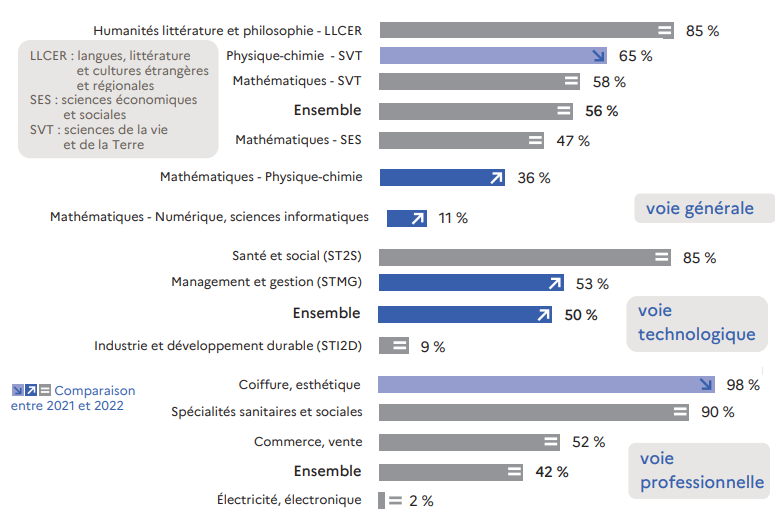 Humanités littérature et philosophie - LLCER 85 %
LLCER : langues, littérature
et cultures étrangères
et régionales
SES : sciences économiques
et sociales
SVT : sciences de la vie
et de la Terre
Physique-chimie - SVT 65 %
Mathématiques - SVT 58 %
Ensemble 56 %
Mathématiques - SES 47 %
Mathématiques - Physique-chimie 36 %
voie générale
Mathématiques - Numérique, sciences informatiques 11 %
Santé et social (ST2S) 85 %
Management et gestion (STMG) 53 %
Ensemble 50 %
voie
technologique
Industrie et développement durable (STI2D) 9 %
Comparaison
entre 2021 et 2022
Coiffure, esthétique 98 %
Spécialités sanitaires et sociales 90 %
Commerce, vente 52 %
Ensemble 42 %
voie
professionnelle
Électricité, électronique 2 %